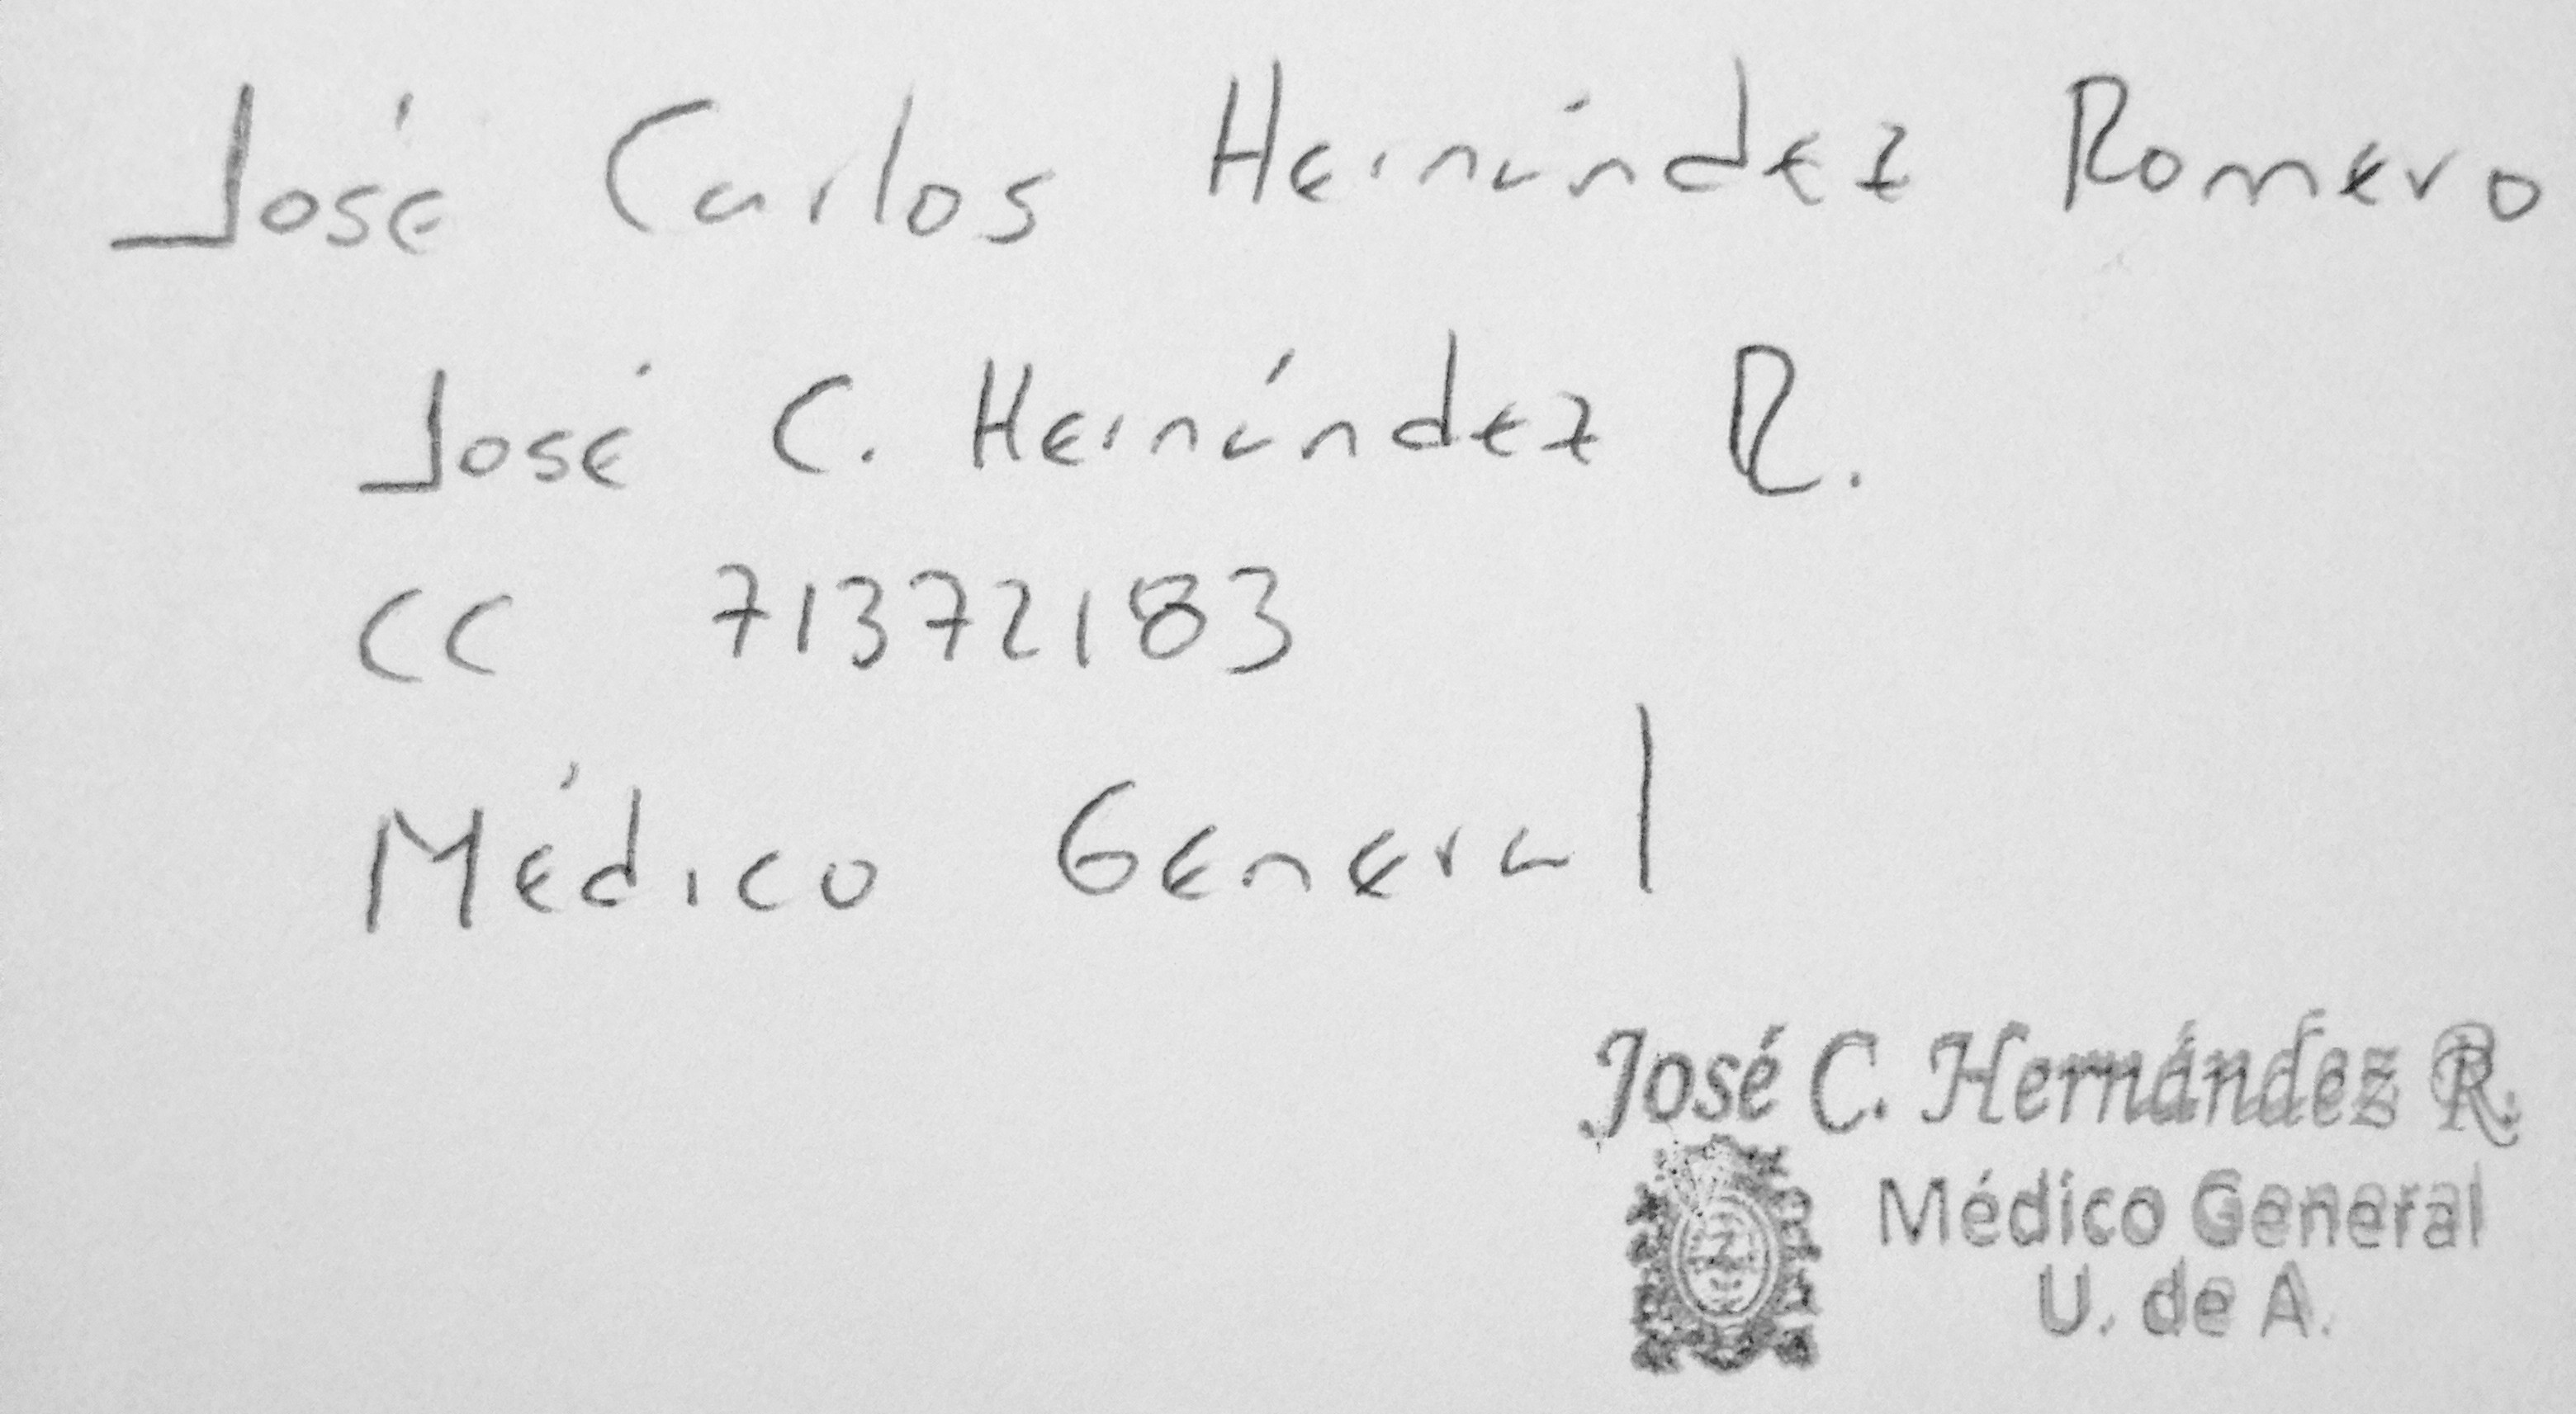 José Carlos Hernández Romero
José C. Hernández R.
CC 71372183
Médico General
José C. Hernández R.
Médico General
U. de A.